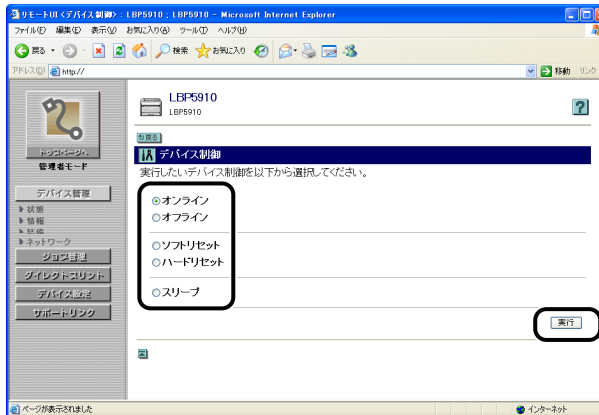 リモートUI <デバイス制御> : LBP5910 ; LBP5910 - Microsoft Internet Explorer
ファイル(F) 編集(E) 表示(V) お気に入り(A) ツール(T) ヘルプ(H)
戻る 検索 お気に入り
アドレス(D) http:// 移動 リンク
LBP5910
LBP5910
トップページへ
管理者モード
もどる
デバイス制御
実行したいデバイス制御を以下から選択してください。
デバイス管理
状態
情報
ネットワーク
ジョブ管理
ダイレクトプリント
デバイス設定
サポートリンク
オンライン
オフライン
ソフトリセット
ハードリセット
スリープ
実行
ページが表示されました インターネット